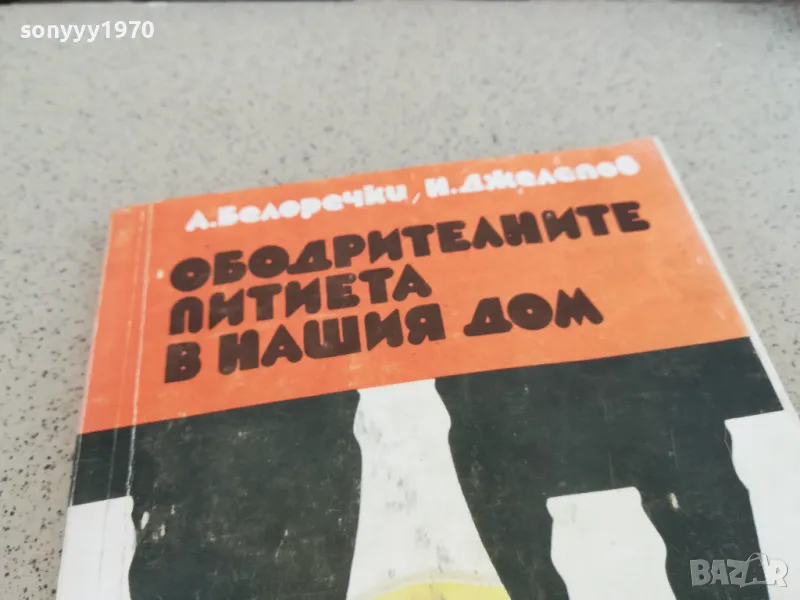 sonyyy1970
А.Белоречки, И.Джелепов
ОБОДРИТЕЛНИТЕ
ПИТИЕТА
В НАШИЯ ДОМ
BAZAR